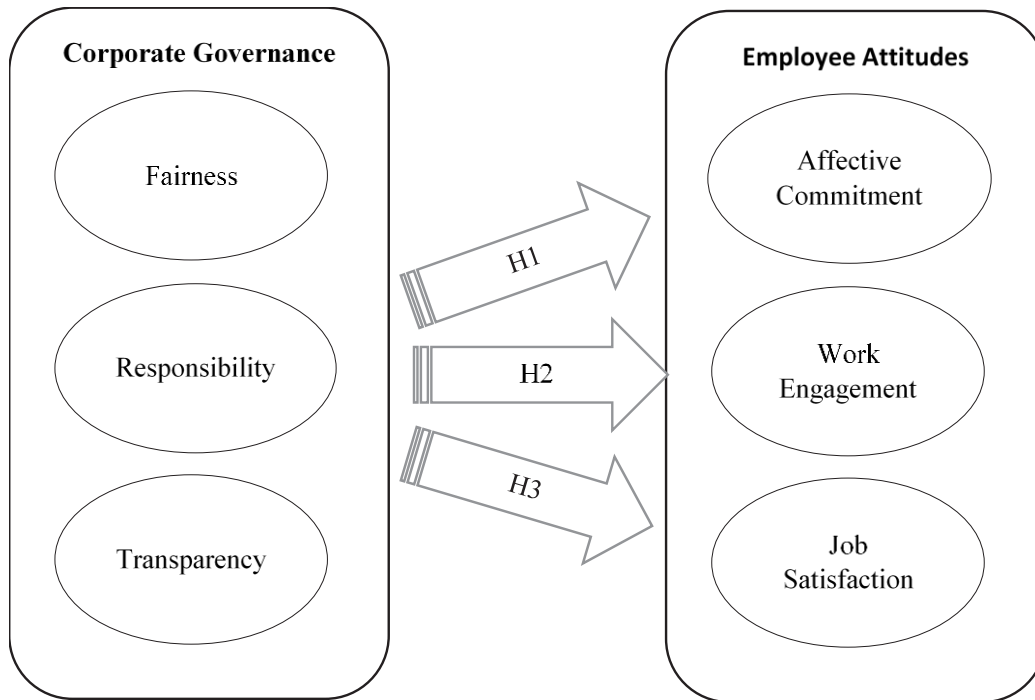 Corporate Governance
Fairness
Responsibility
Transparency
H1
H2
H3
Employee Attitudes
Affective
Commitment
Work
Engagement
Job
Satisfaction